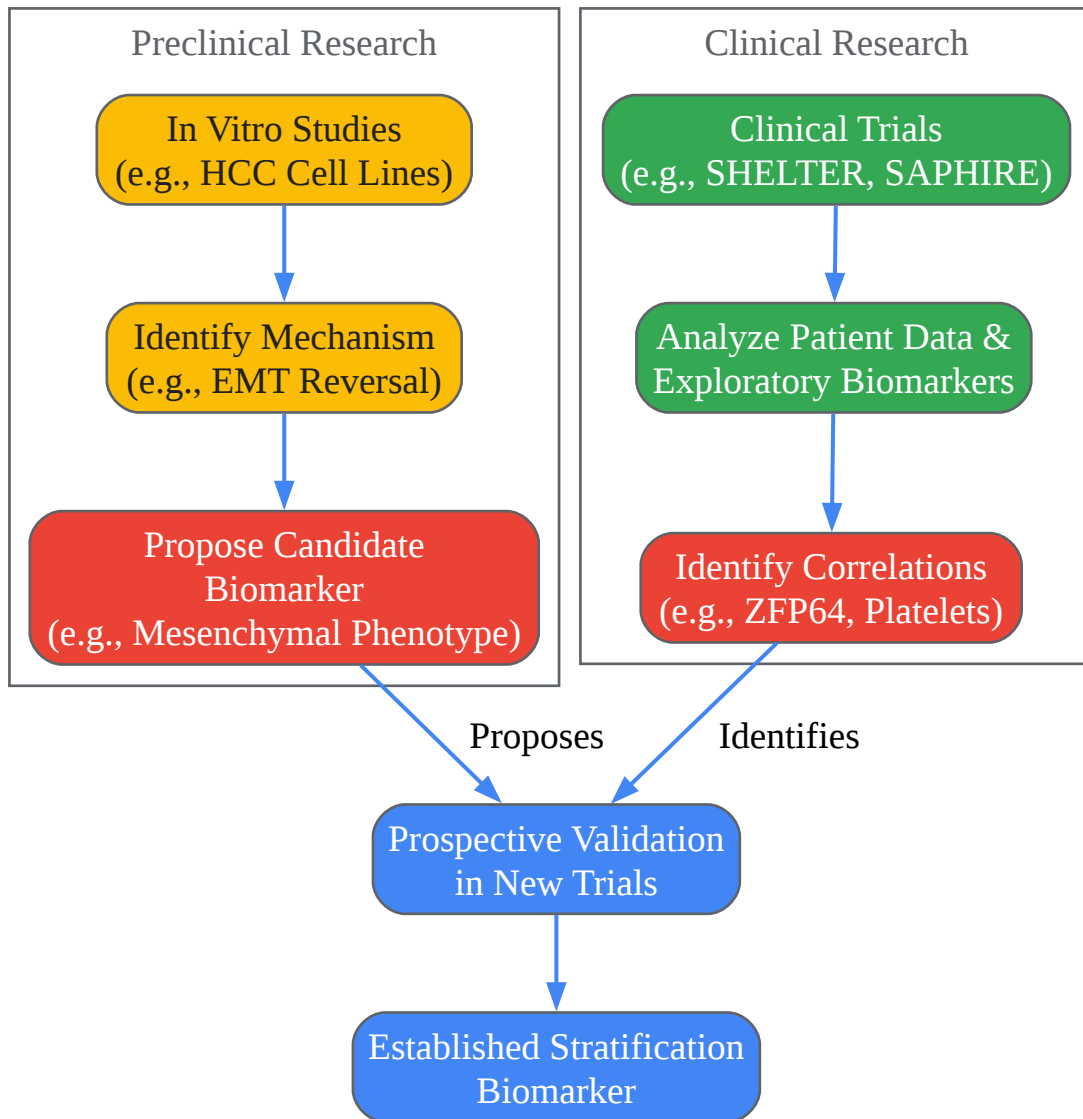 Preclinical Research
In Vitro Studies
(e.g., HCC Cell Lines)
Identify Mechanism
(e.g., EMT Reversal)
Propose Candidate
Biomarker
(e.g., Mesenchymal Phenotype)
Clinical Research
Clinical Trials
(e.g., SHELTER, SAPHIRE)
Analyze Patient Data &
Exploratory Biomarkers
Identify Correlations
(e.g., ZFP64, Platelets)
Proposes
Identifies
Prospective Validation
in New Trials
Established Stratification
Biomarker